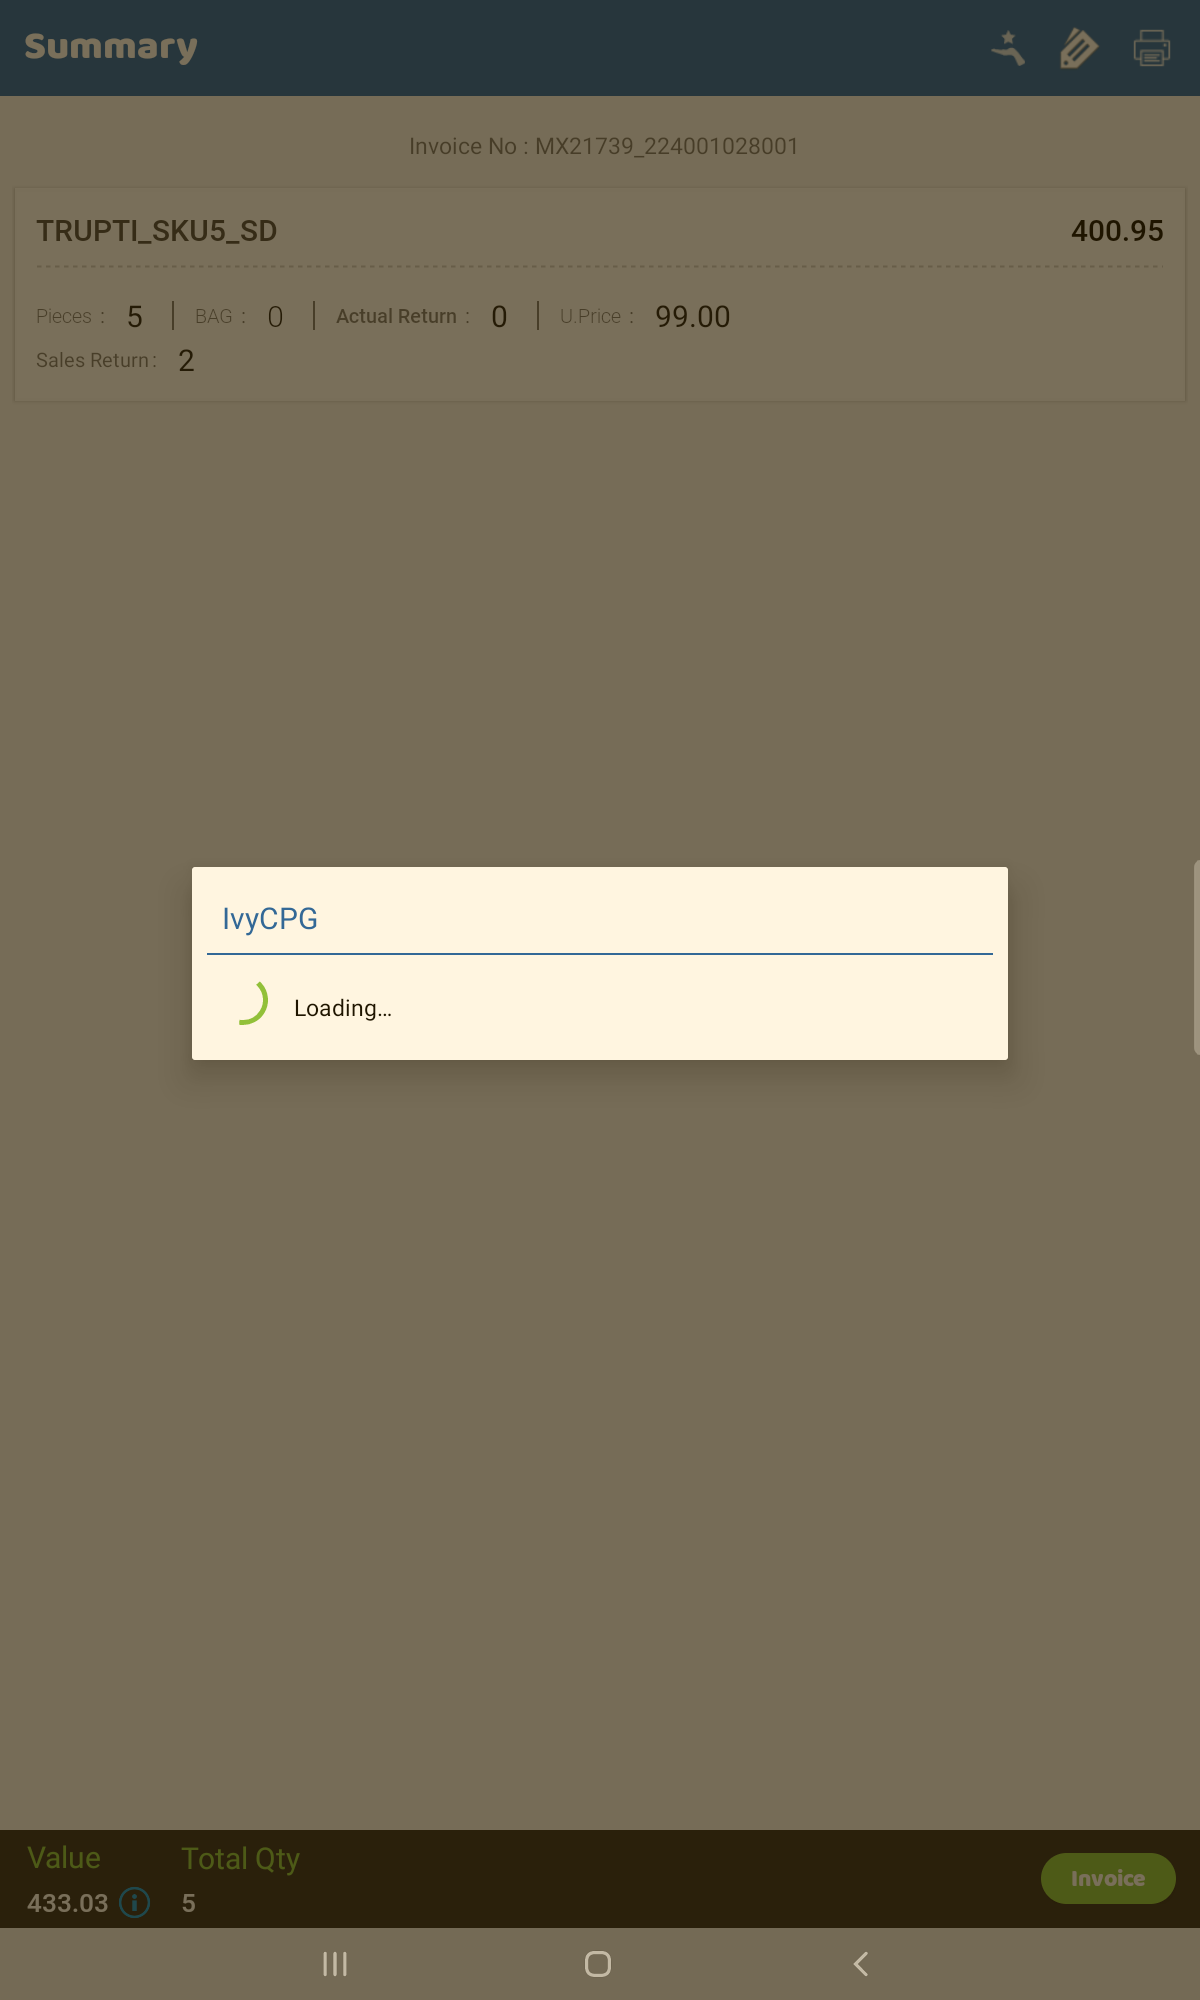 Summary
Invoice No : MX21739_224001028001
TRUPTI_SKU5_SD 400.95
Pieces : 5 | BAG : 0 | Actual Return : 0 | U.Price : 99.00
Sales Return : 2
IvyCPG
Loading...
Value Total Qty
433.03 5
Invoice